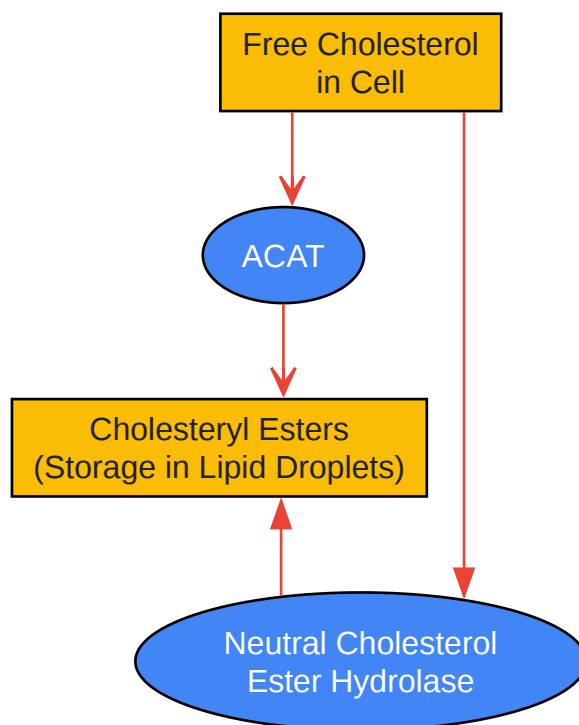 Free Cholesterol
in Cell
ACAT
Cholesteryl Esters
(Storage in Lipid Droplets)
Neutral Cholesterol
Ester Hydrolase